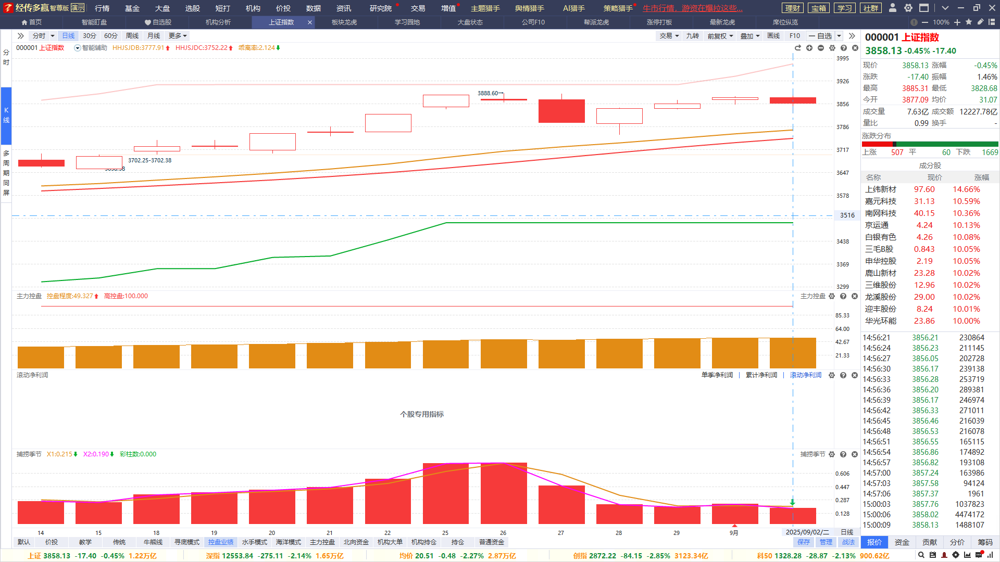 经传多赢 智尊版 演示 行情 基金 大盘 选股 短打 机构 价投 数据 资讯 研究院 交易 增值 主题猎手 舆情猎手 AI猎手 策略猎手 牛市行情，游资在爆拉这些... 理财 宝箱 学习 社群
首页 智能盯盘 自选股 机构分析 上证指数 板块龙虎 学习园地 大盘状态 公司F10 帮派龙虎 涨停打板 最新龙虎 席位纵览 100%
分时 日线 30分 60分 周线 月线 更多 交易 九转 前复权 叠加 画线 F10 一自选
000001 上证指数
000001 上证指数 智能辅助 HHJSJDB:3777.91 HHJSJDC:3752.22 乖离率:2.124
3858.13 -0.45% -17.40
分时
K线
多周期同屏
3995
3926
3856
3786
3717
3647
3578
3516
3438
3369
3299
3888.60
3702.25-3702.38
现价 3858.13 涨幅 -0.45%
涨跌 -17.40 振幅 1.46%
最高 3885.31 最低 3828.68
今开 3877.09 均价 31.07
成交量 7.63亿 成交额 12227.78亿
量比 0.99 换手 -
涨跌分布
上涨 507 平 60 下跌 1669
成分股
名称 现价 涨幅
上纬新材 97.60 14.66%
嘉元科技 31.13 10.59%
南网科技 40.15 10.36%
京运通 4.24 10.13%
白银有色 4.26 10.08%
三毛B股 0.843 10.05%
申华控股 2.19 10.05%
鹿山新材 23.28 10.02%
三维股份 12.96 10.02%
龙溪股份 29.00 10.02%
迎丰股份 8.24 10.01%
华光环能 23.86 10.00%
主力控盘 控盘程度:49.327 高控盘:100.000 主力控盘
85.33
64.00
42.67
21.33
滚动净利润 单季净利润 | 累计净利润 | 滚动净利润
个股专用指标
捕捞季节 X1:0.215 X2:0.190 彩柱数:0.000 捕捞季节
0.606
0.447
0.287
0.128
14:56:21 3856.21 230864
14:56:24 3856.23 211145
14:56:27 3856.05 202728
14:56:30 3856.17 239138
14:56:33 3856.28 253719
14:56:36 3856.20 289381
14:56:39 3856.17 246974
14:56:42 3856.33 271011
14:56:45 3856.46 216039
14:56:48 3856.53 216078
14:56:51 3856.55 165115
14:56:54 3856.86 174892
14:56:57 3856.82 193108
14:57:00 3857.24 163986
14:57:03 3857.58 94124
14:57:06 3857.37 1961
15:00:03 3857.76 1037823
15:00:06 3858.02 4474172
15:00:09 3858.13 1488107
14 15 18 19 20 21 22 25 26 27 28 29 9月 2025/09/02/二 日线
默认 价投 教学 传统 牛能线 寻底模式 控盘业绩 水手模式 海洋模式 主力控盘 北向资金 机构大单 机构持仓 持仓 普通资金 保存 管理 战法 报价 资金 贡献 分价 筹码
上证 3858.13 -17.40 -0.45% 1.22万亿 深指 12553.84 -275.11 -2.14% 1.65万亿 均价 20.51 -0.48 -2.27% 2.87万亿 创指 2872.22 -84.15 -2.85% 3123.34亿 科50 1328.28 -28.87 -2.13% 900.62亿